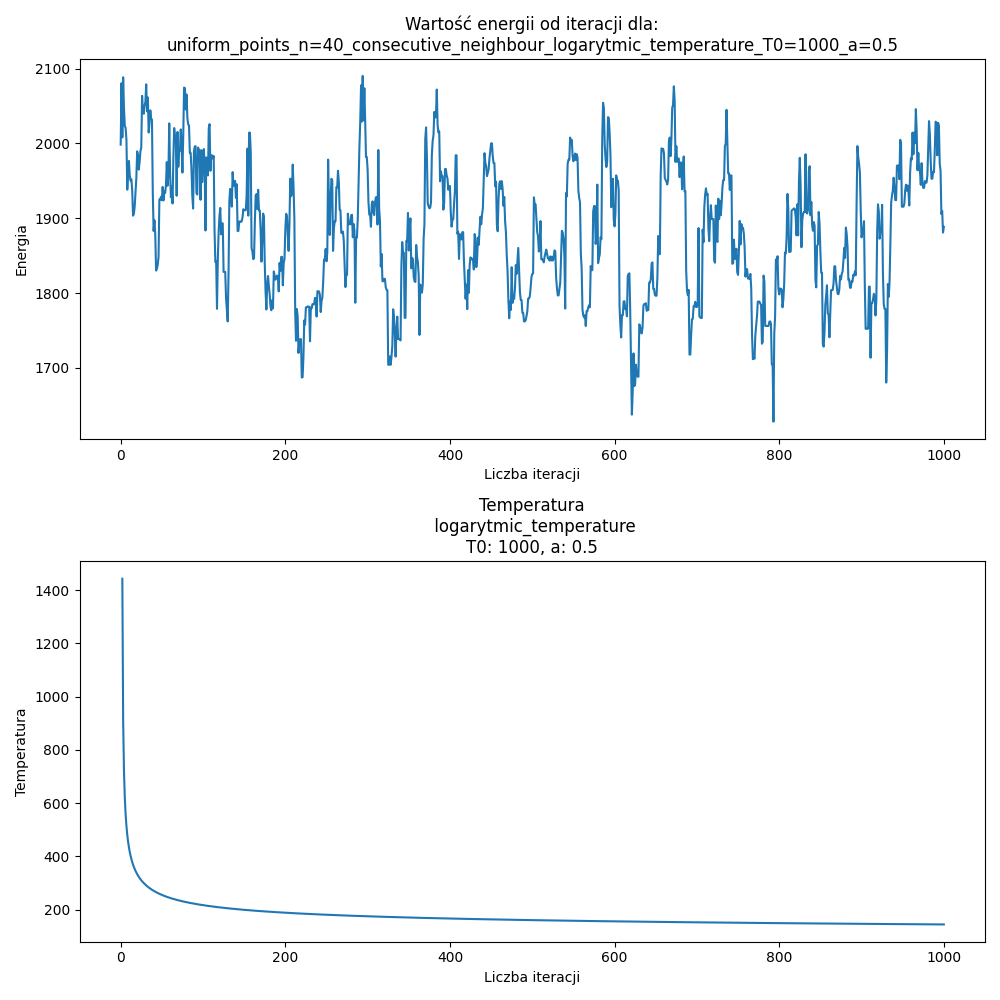 Wartość energii od iteracji dla:
uniform_points_n=40_consecutive_neighbour_logarytmic_temperature_T0=1000_a=0.5
2100
2000
1900
1800
1700
Energia
0 200 400 600 800 1000
Liczba iteracji
Temperatura
logarytmic_temperature
T0: 1000, a: 0.5
1400
1200
1000
800
600
400
200
Temperatura
0 200 400 600 800 1000
Liczba iteracji